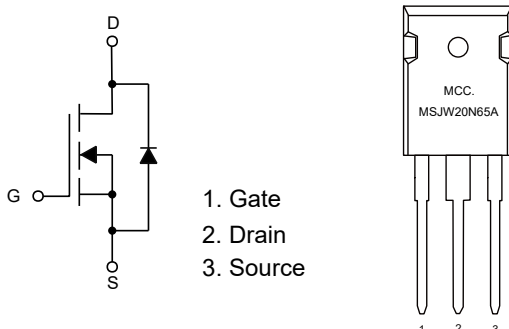 D
G
S
1. Gate
2. Drain
3. Source
MCC.
MSJW20N65A
1 2 3